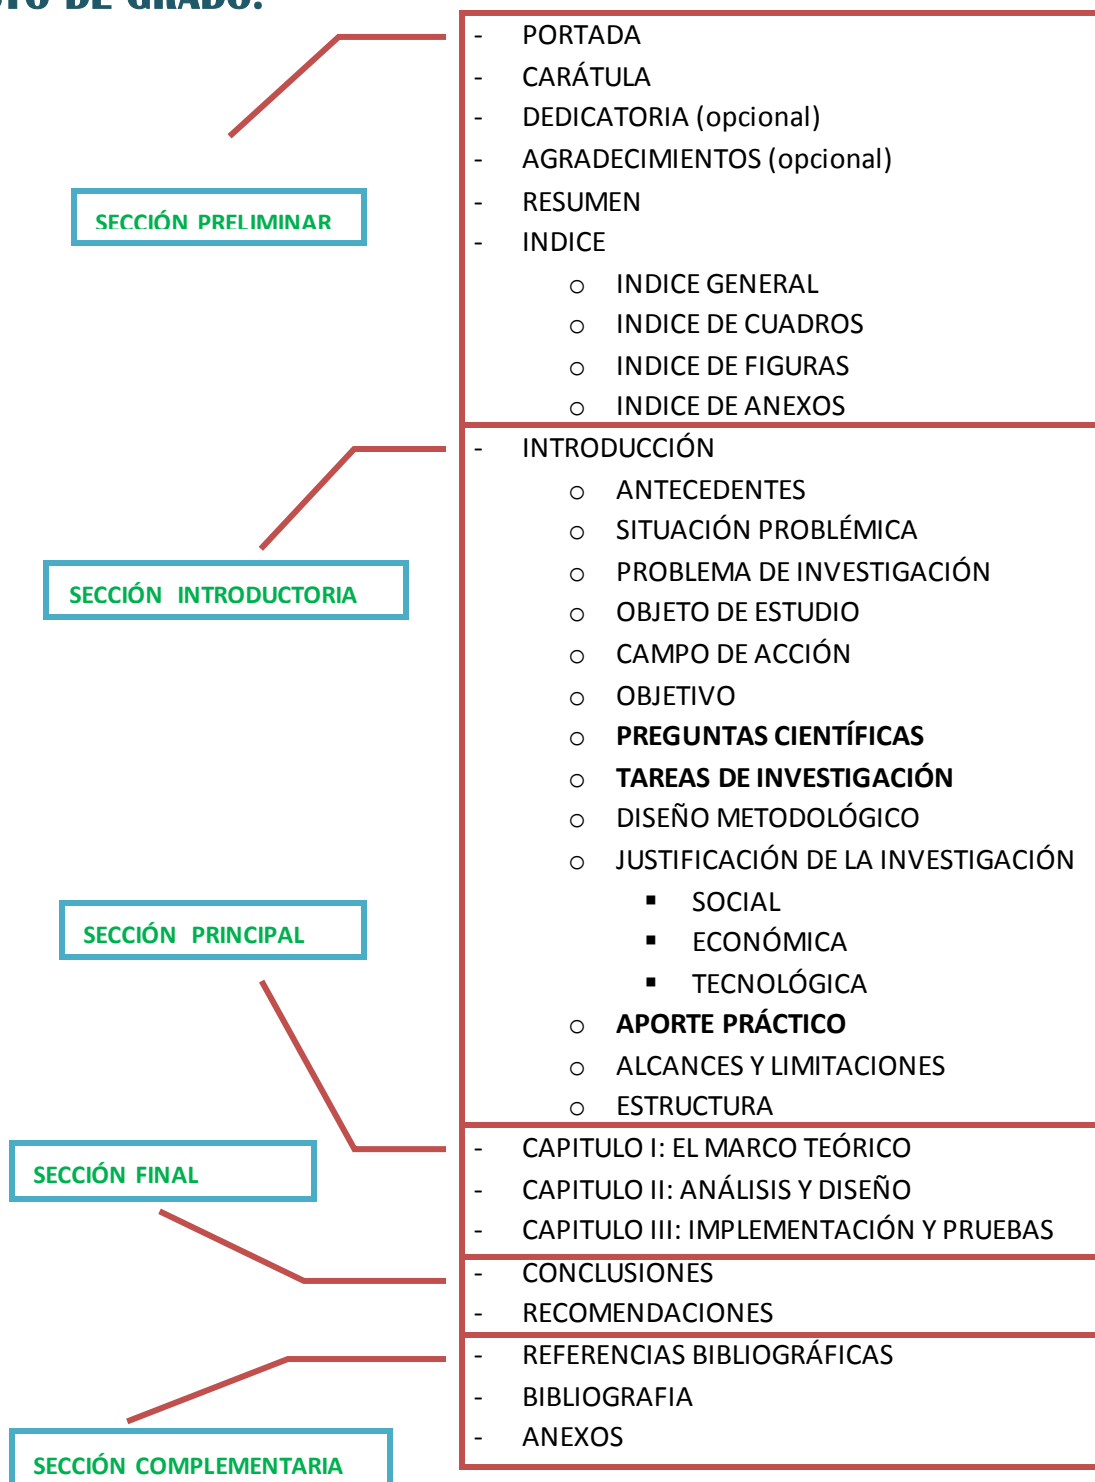 DE GRADO:
- PORTADA
- CARÁTULA
- DEDICATORIA (opcional)
- AGRADECIMIENTOS (opcional)
- RESUMEN
SECCIÓN PRELIMINAR
- INDICE
o INDICE GENERAL
o INDICE DE CUADROS
o INDICE DE FIGURAS
o INDICE DE ANEXOS
- INTRODUCCIÓN
o ANTECEDENTES
o SITUACIÓN PROBLÉMICA
o PROBLEMA DE INVESTIGACIÓN
SECCIÓN INTRODUCTORIA
o OBJETO DE ESTUDIO
o CAMPO DE ACCIÓN
o OBJETIVO
o PREGUNTAS CIENTÍFICAS
o TAREAS DE INVESTIGACIÓN
o DISEÑO METODOLÓGICO
o JUSTIFICACIÓN DE LA INVESTIGACIÓN
▪ SOCIAL
SECCIÓN PRINCIPAL
▪ ECONÓMICA
▪ TECNOLÓGICA
o APORTE PRÁCTICO
o ALCANCES Y LIMITACIONES
o ESTRUCTURA
- CAPITULO I: EL MARCO TEÓRICO
SECCIÓN FINAL
- CAPITULO II: ANÁLISIS Y DISEÑO
- CAPITULO III: IMPLEMENTACIÓN Y PRUEBAS
- CONCLUSIONES
- RECOMENDACIONES
- REFERENCIAS BIBLIOGRÁFICAS
- BIBLIOGRAFIA
- ANEXOS
SECCIÓN COMPLEMENTARIA